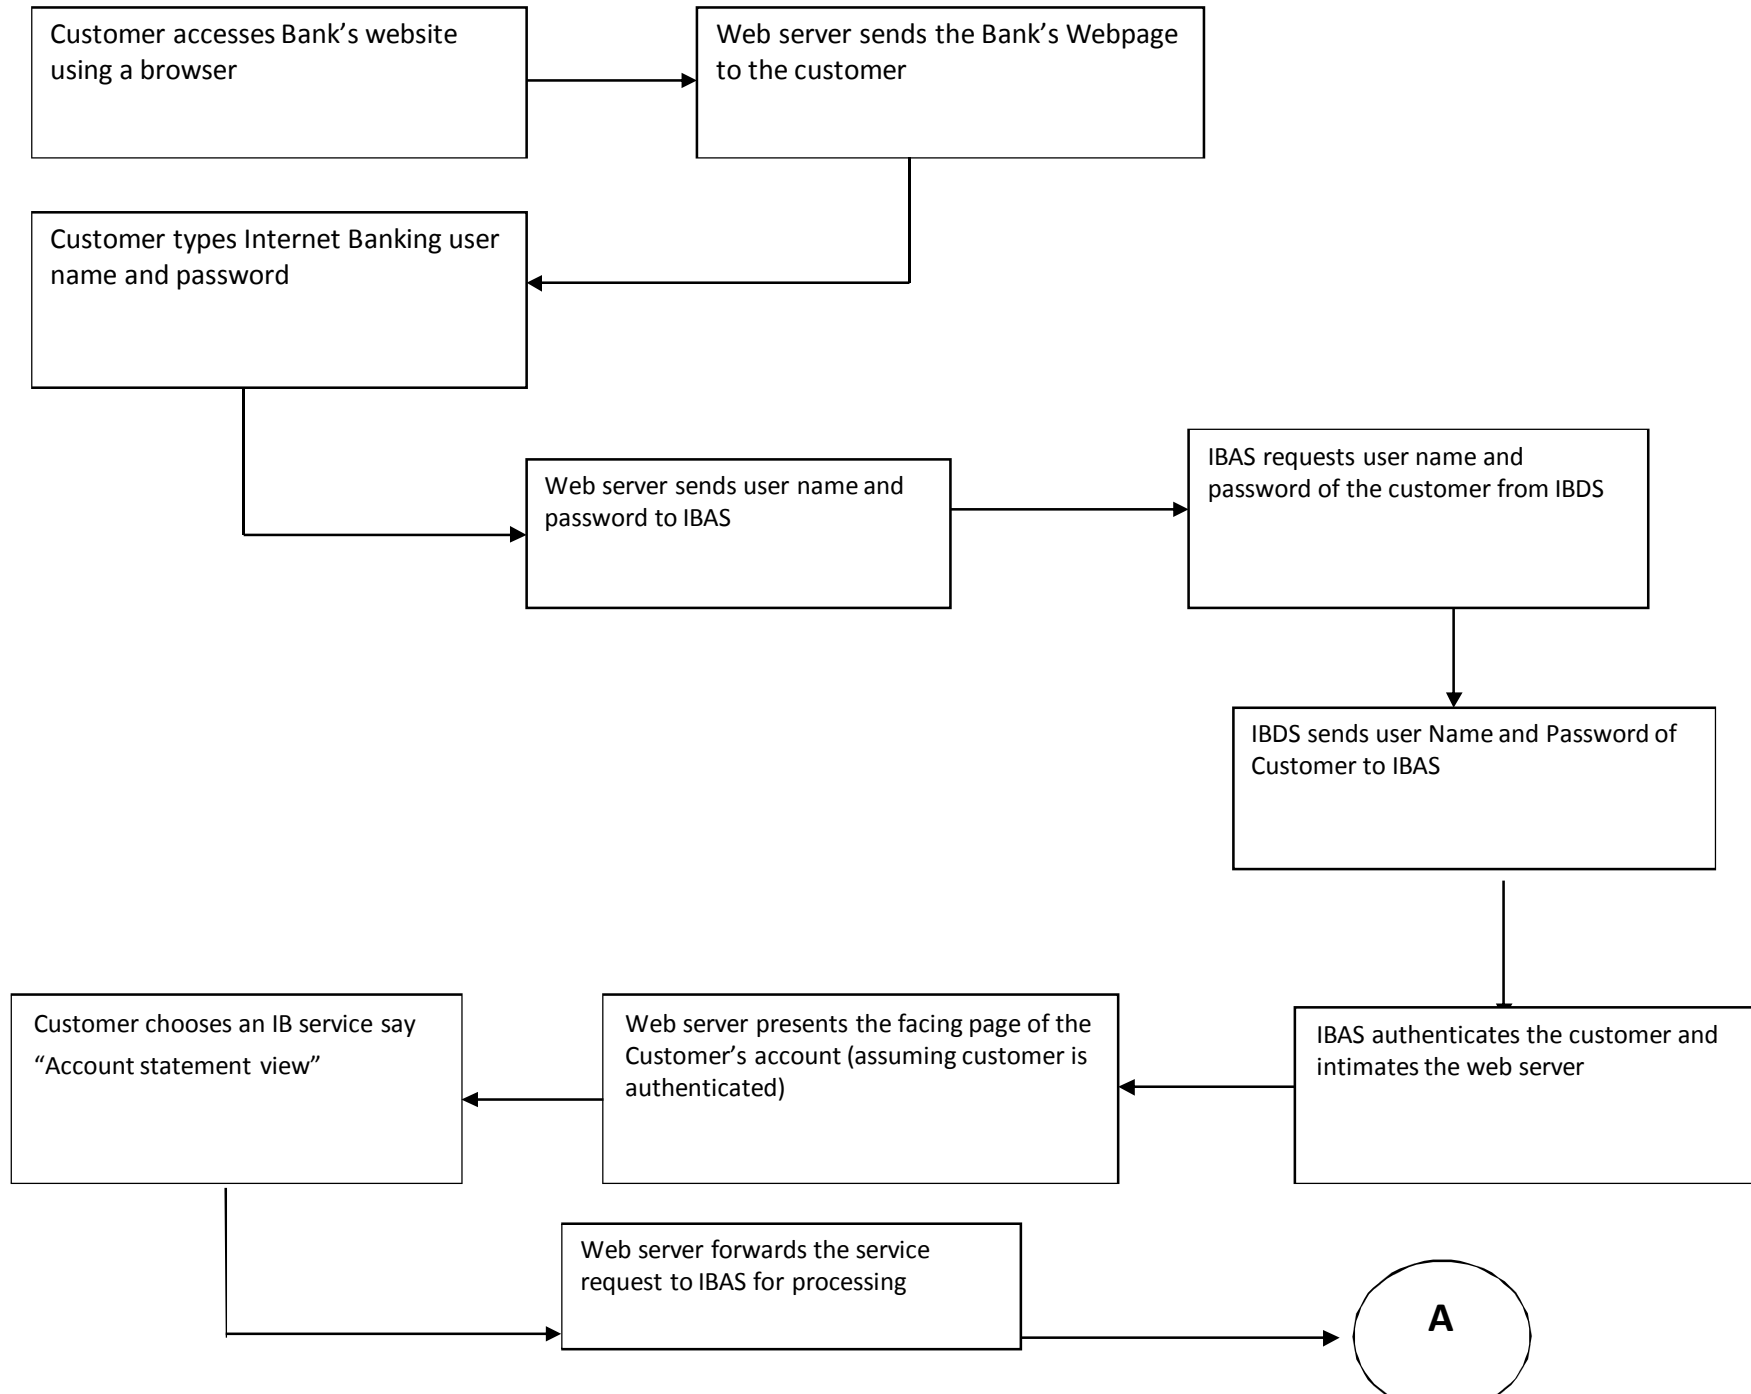 Customer accesses Bank’s website
using a browser
Web server sends the Bank’s Webpage
to the customer
Customer types Internet Banking user
name and password
Web server sends user name and
password to IBAS
IBAS requests user name and
password of the customer from IBDS
IBDS sends user Name and Password of
Customer to IBAS
Customer chooses an IB service say
“Account statement view”
Web server presents the facing page of the
Customer’s account (assuming customer is
authenticated)
IBAS authenticates the customer and
intimates the web server
Web server forwards the service
request to IBAS for processing
A